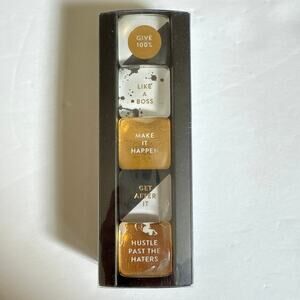 GIVE
100%
LIKE
A
BOSS
MAKE
IT
HAPPEN
GET
AFTER
IT
HUSTLE
PAST THE
HATERS